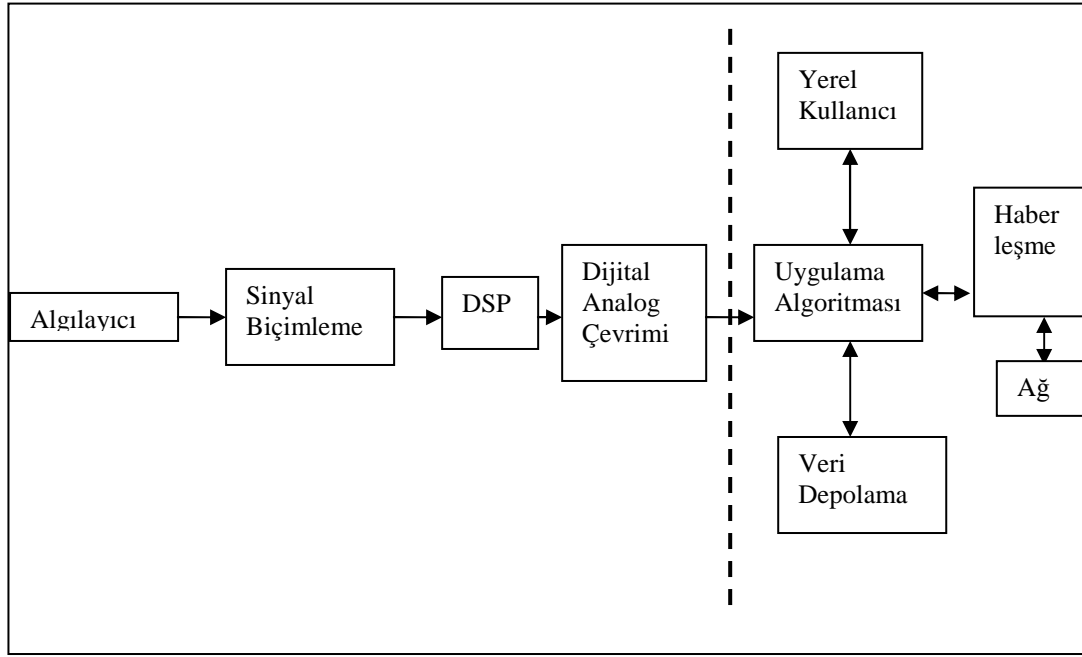 Algılayıcı
Sinyal
Biçimleme
DSP
Dijital
Analog
Çevrimi
Yerel
Kullanıcı
Uygulama
Algoritması
Veri
Depolama
Haber
leşme
Ağ